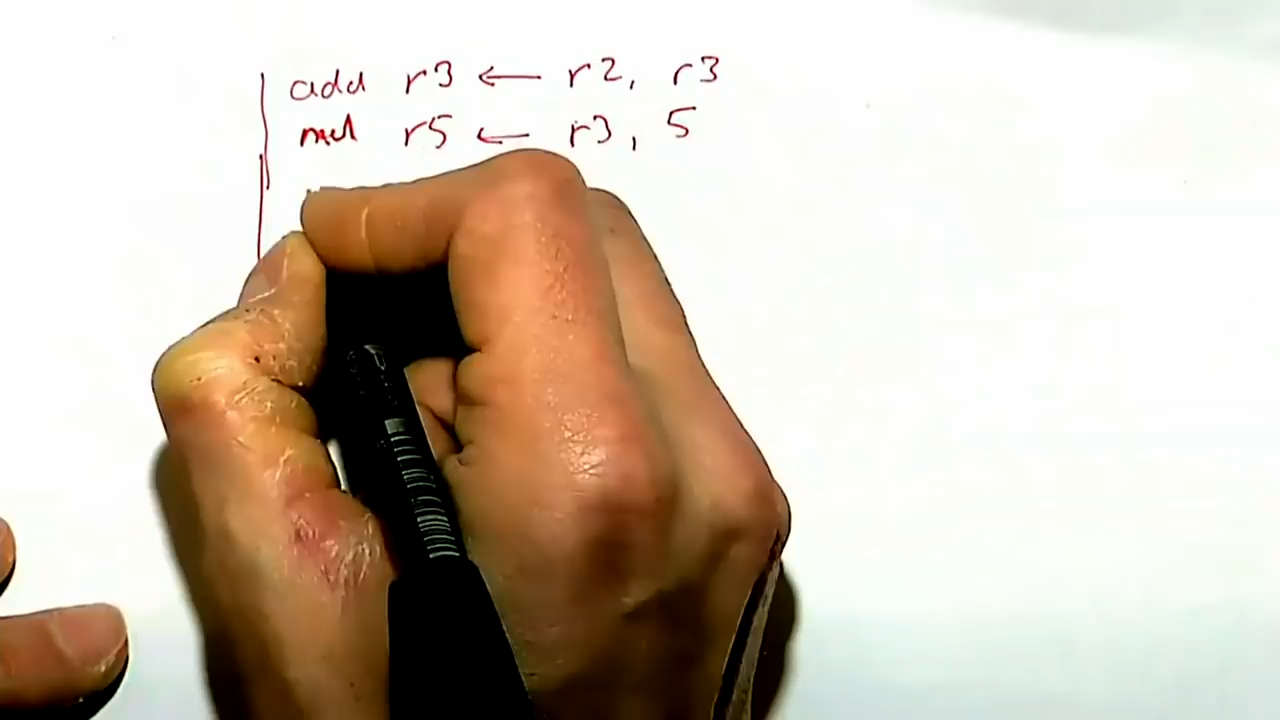 add r3 ← r2, r3
mul r5 ← r3, 5